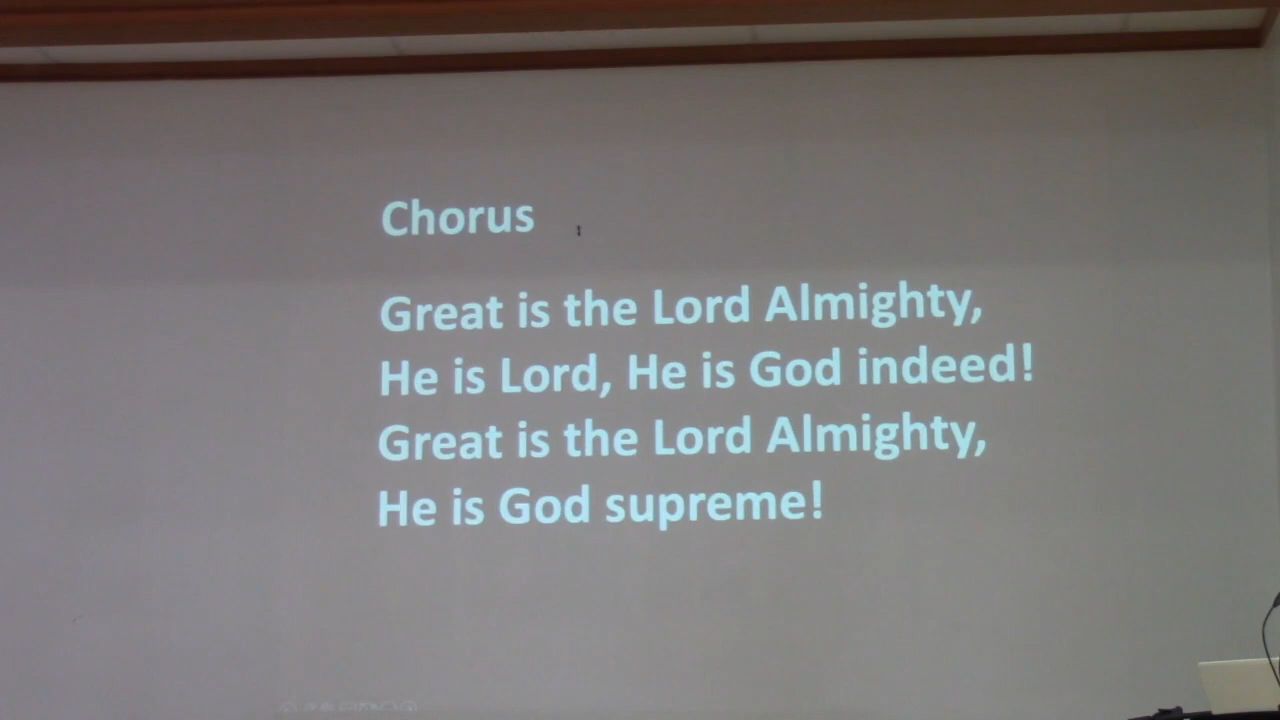 Chorus
Great is the Lord Almighty,
He is Lord, He is God indeed!
Great is the Lord Almighty,
He is God supreme!